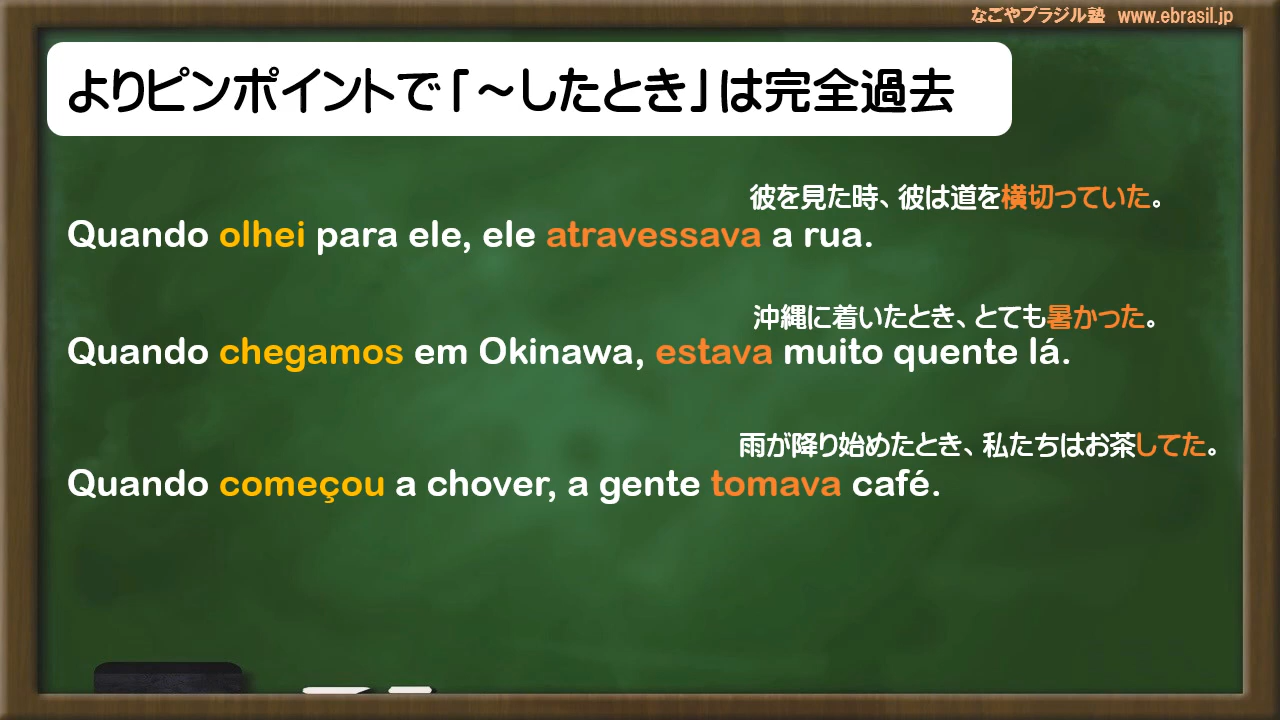 なごやブラジル塾 www.ebrasil.jp
よりピンポイントで「～したとき」は完全過去
彼を見た時、彼は道を横切っていた。
Quando olhei para ele, ele atravessava a rua.
沖縄に着いたとき、とても暑かった。
Quando chegamos em Okinawa, estava muito quente lá.
雨が降り始めたとき、私たちはお茶してた。
Quando começou a chover, a gente tomava café.